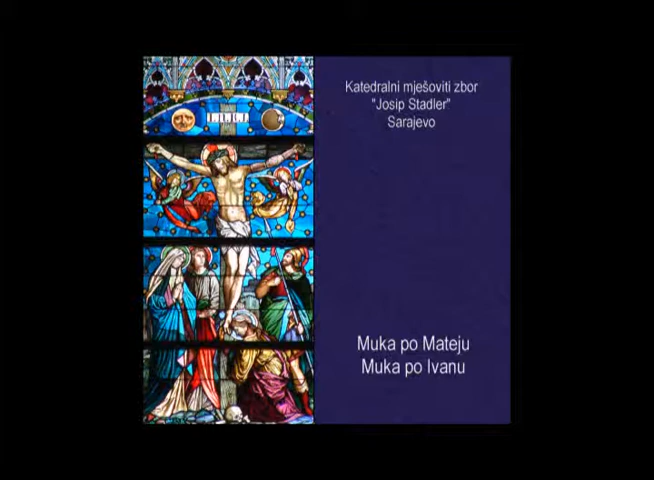 I.N.R.I.
Katedralni mješoviti zbor
"Josip Stadler"
Sarajevo
Muka po Mateju
Muka po Ivanu